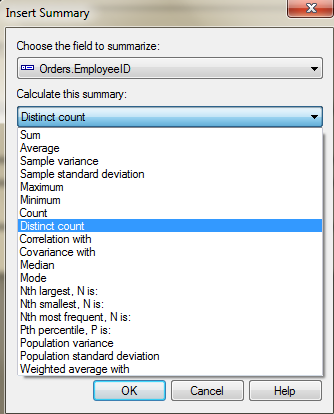 Insert Summary
Choose the field to summarize:
Orders.EmployeeID
Calculate this summary:
Distinct count
Sum
Average
Sample variance
Sample standard deviation
Maximum
Minimum
Count
Distinct count
Correlation with
Covariance with
Median
Mode
Nth largest, N is:
Nth smallest, N is:
Nth most frequent, N is:
Pth percentile, P is:
Population variance
Population standard deviation
Weighted average with
OK Cancel Help